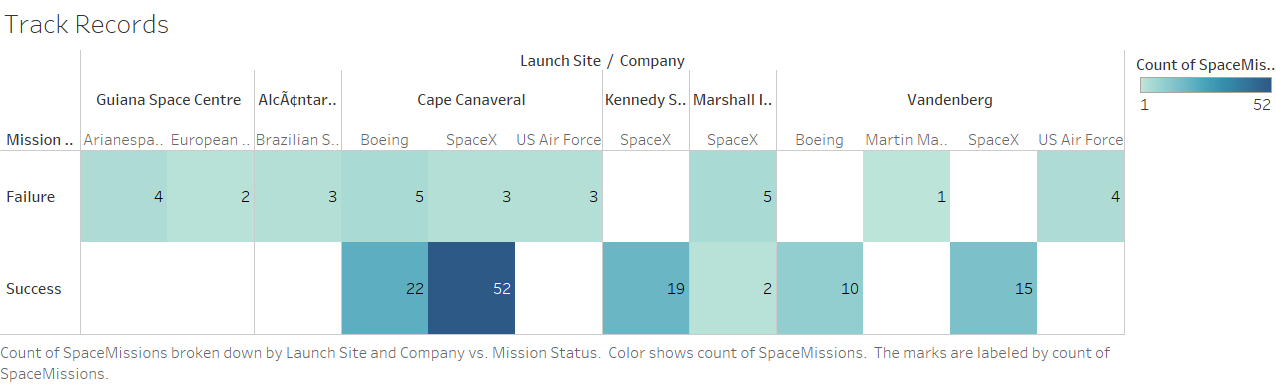 Track Records
Launch Site / Company
Count of SpaceMis..
Guiana Space Centre AlcÃ¢ntar.. Cape Canaveral Kennedy S.. Marshall I.. Vandenberg
1 52
Mission .. Arianespa.. European .. Brazilian S.. Boeing SpaceX US Air Force SpaceX SpaceX Boeing Martin Ma.. SpaceX US Air Force
Failure 4 2 3 5 3 3 5 1 4
Success 22 52 19 2 10 15
Count of SpaceMissions broken down by Launch Site and Company vs. Mission Status. Color shows count of SpaceMissions. The marks are labeled by count of
SpaceMissions.